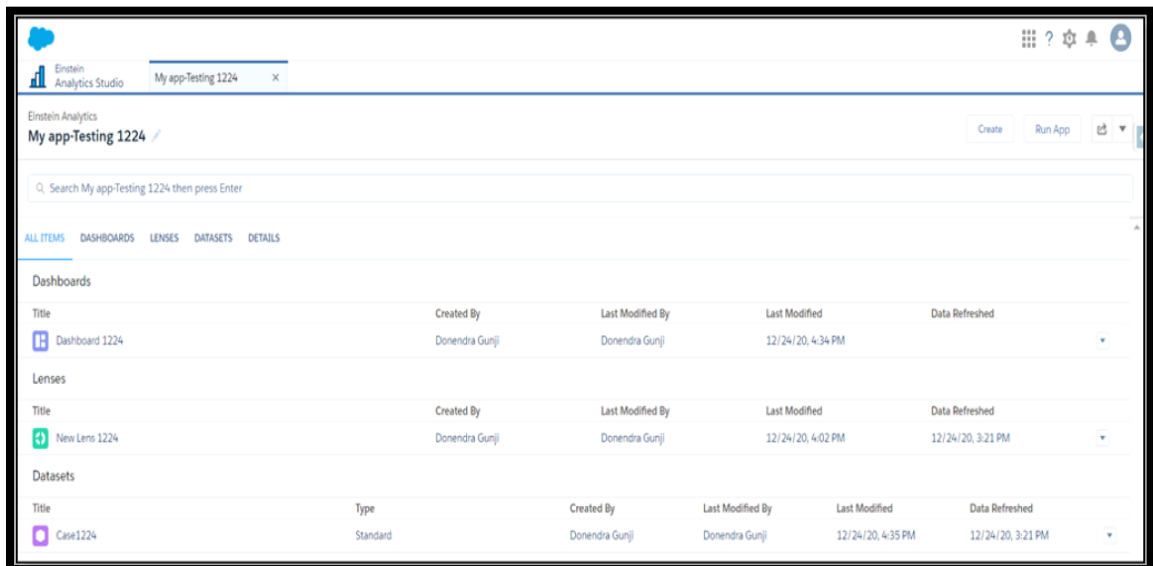 ?
Einstein
Analytics Studio
My app-Testing 1224
Einstein Analytics
My app-Testing 1224
Create Run App
Search My app-Testing 1224 then press Enter
ALL ITEMS DASHBOARDS LENSES DATASETS DETAILS
Dashboards
Title Created By Last Modified By Last Modified Data Refreshed
Dashboard 1224 Donendra Gunji Donendra Gunji 12/24/20, 4:34 PM
Lenses
Title Created By Last Modified By Last Modified Data Refreshed
New Lens 1224 Donendra Gunji Donendra Gunji 12/24/20, 4:02 PM 12/24/20, 3:21 PM
Datasets
Title Type Created By Last Modified By Last Modified Data Refreshed
Case1224 Standard Donendra Gunji Donendra Gunji 12/24/20, 4:35 PM 12/24/20, 3:21 PM